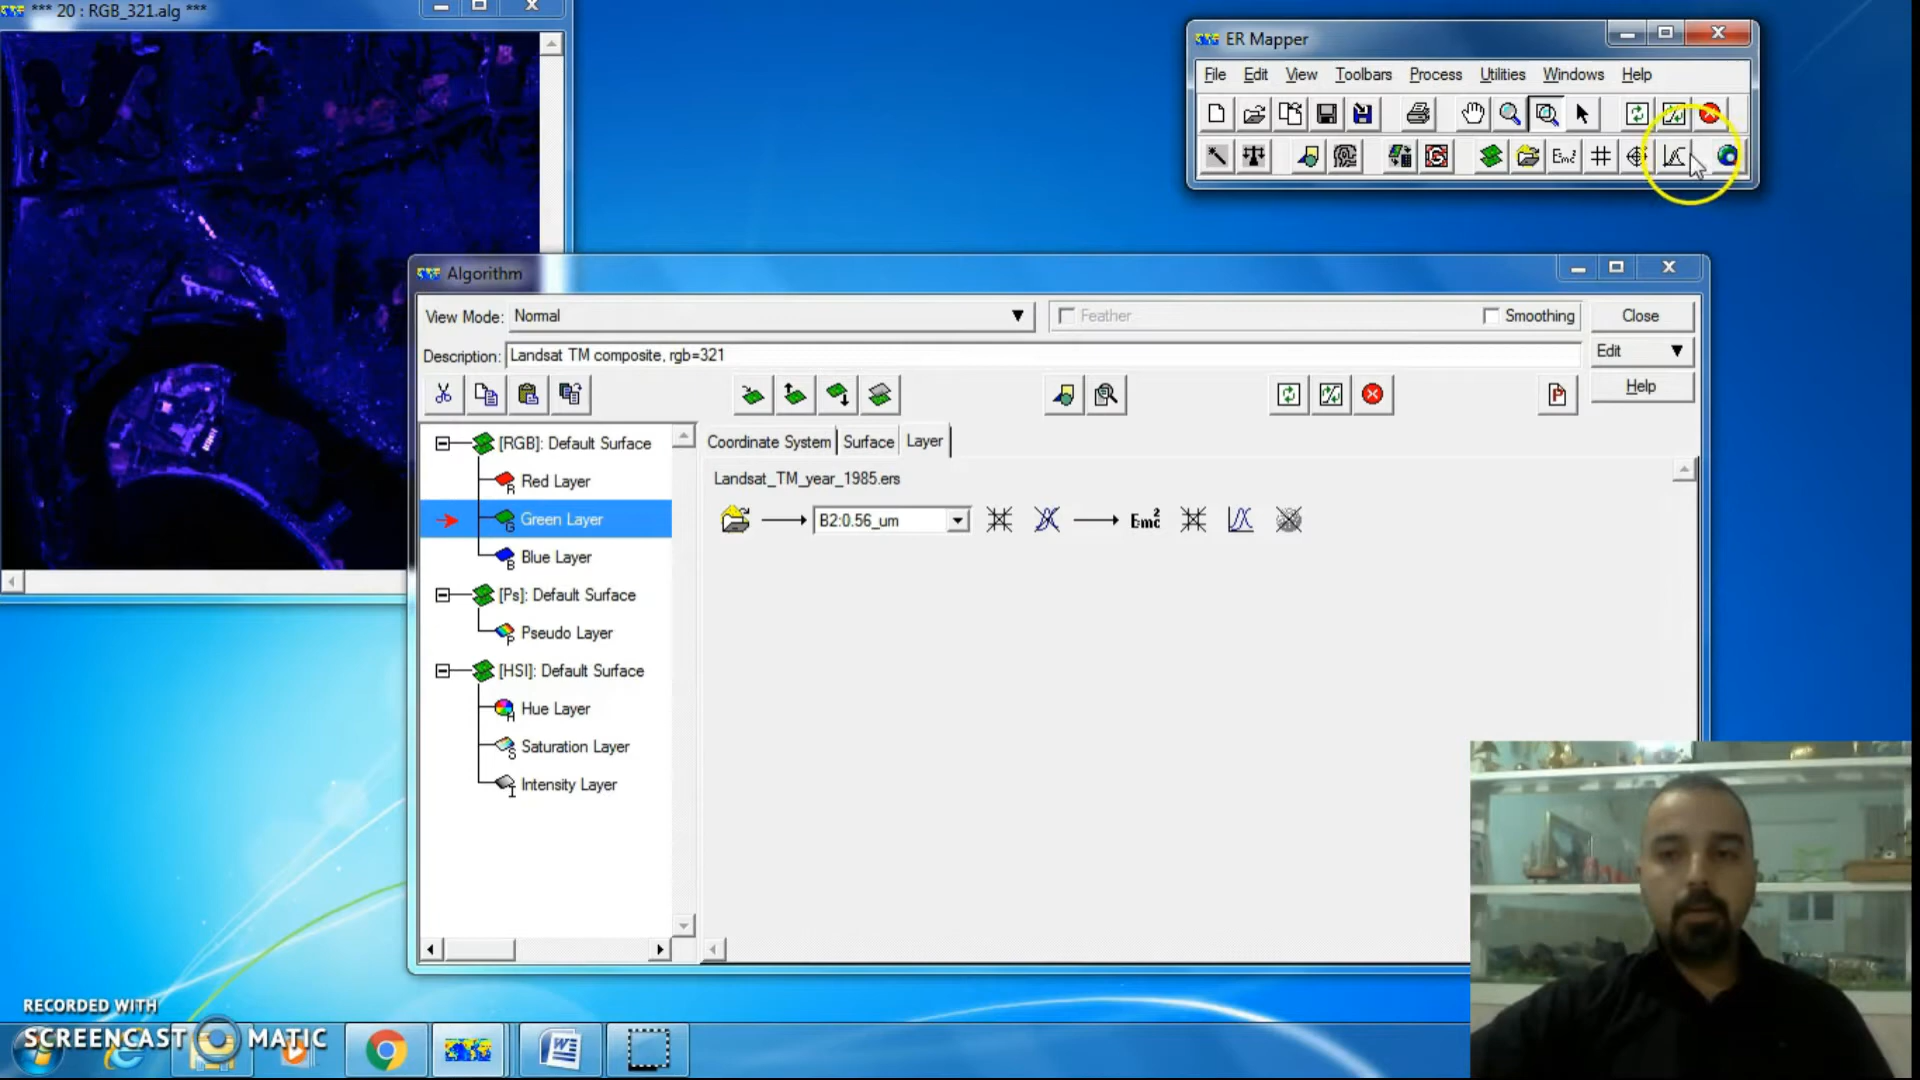 *** 20 : RGB_321.alg ***
ER Mapper
File Edit View Toolbars Process Utilities Windows Help
Emc²
Algorithm
View Mode: Normal
Feather
Smoothing
Close
Description: Landsat TM composite, rgb=321
Edit
Help
[RGB]: Default Surface
Red Layer
Green Layer
Blue Layer
[Ps]: Default Surface
Pseudo Layer
[HSI]: Default Surface
Hue Layer
Saturation Layer
Intensity Layer
Coordinate System Surface Layer
Landsat_TM_year_1985.ers
B2:0.56_um
Emc²
RECORDED WITH
SCREENCAST MATIC